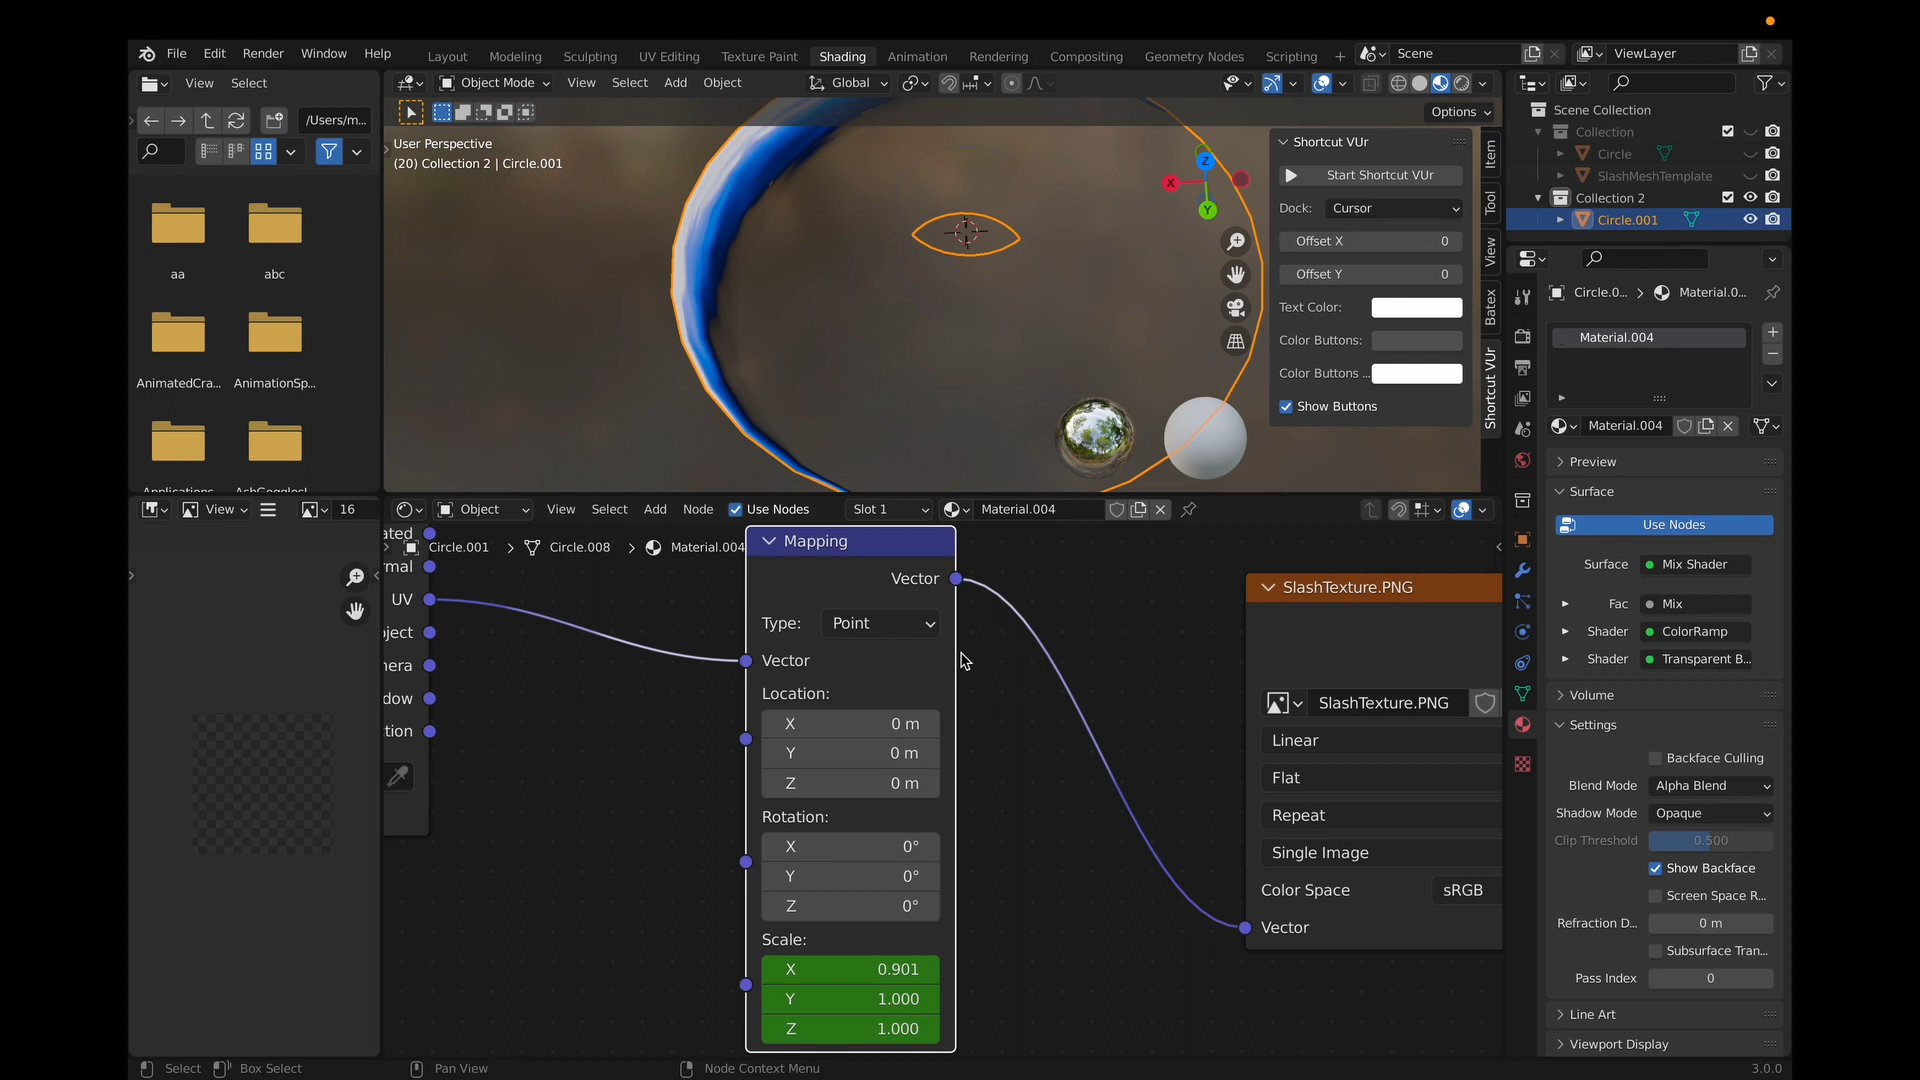 File Edit Render Window Help
Layout Modeling Sculpting UV Editing Texture Paint Shading Animation Rendering Compositing Geometry Nodes Scripting
Scene
ViewLayer
View Select
Object Mode View Select Add Object
Global
/Users/m...
Options
User Perspective
(20) Collection 2 | Circle.001
aa
abc
AnimatedCra...
AnimationSp...
X
Z
Y
Shortcut VUr
Start Shortcut VUr
Dock: Cursor
Offset X 0
Offset Y 0
Text Color:
Color Buttons:
Color Buttons ...
Show Buttons
Item
Tool
View
Batex
Shortcut VUr
Scene Collection
Collection
Circle
SlashMeshTemplate
Collection 2
Circle.001
Circle.0... Material.0...
Material.004
Material.004
Preview
Surface
Use Nodes
Surface Mix Shader
Fac Mix
Shader ColorRamp
Shader Transparent B...
Volume
Settings
Backface Culling
Blend Mode Alpha Blend
Shadow Mode Opaque
Clip Threshold 0.500
Show Backface
Screen Space R...
Refraction D... 0 m
Subsurface Tran...
Pass Index 0
Line Art
Viewport Display
View
16
Object View Select Add Node Use Nodes Slot 1 Material.004
Circle.001 Circle.008 Material.004
ated
rmal
UV
ject
nera
dow
tion
Mapping
Vector
Type: Point
Vector
Location:
X 0 m
Y 0 m
Z 0 m
Rotation:
X 0°
Y 0°
Z 0°
Scale:
X 0.901
Y 1.000
Z 1.000
SlashTexture.PNG
SlashTexture.PNG
Linear
Flat
Repeat
Single Image
Color Space sRGB
Vector
Select Box Select Pan View Node Context Menu
3.0.0